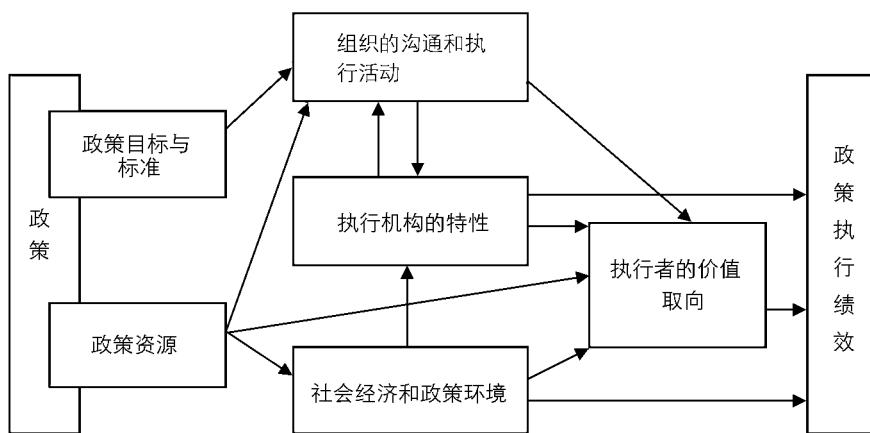 组织的沟通和执
行活动
政策目标与
标准
政策
执行机构的特性
执行者的价值
取向
政策资源
社会经济和政策环境
政策执行绩效